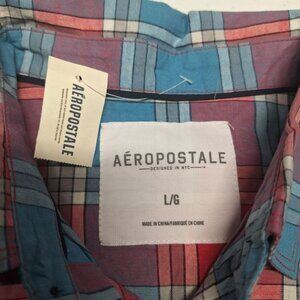 AÉROPOSTALE
AÉROPOSTALE
DESIGNED IN NYC
L/G
MADE IN CHINA/FABRIQUÉ EN CHINE